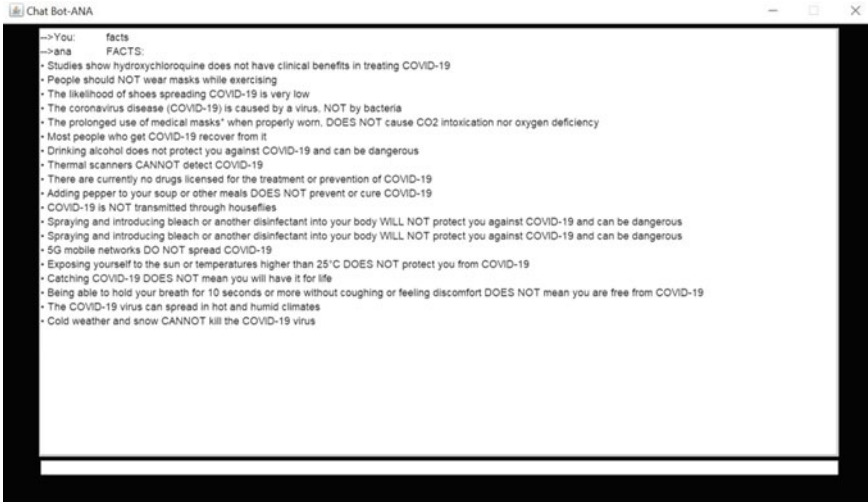 Chat Bot-ANA
-->You: facts
-->ana FACTS:
• Studies show hydroxychloroquine does not have clinical benefits in treating COVID-19
• People should NOT wear masks while exercising
• The likelihood of shoes spreading COVID-19 is very low
• The coronavirus disease (COVID-19) is caused by a virus, NOT by bacteria
• The prolonged use of medical masks* when properly worn, DOES NOT cause CO2 intoxication nor oxygen deficiency
• Most people who get COVID-19 recover from it
• Drinking alcohol does not protect you against COVID-19 and can be dangerous
• Thermal scanners CANNOT detect COVID-19
• There are currently no drugs licensed for the treatment or prevention of COVID-19
• Adding pepper to your soup or other meals DOES NOT prevent or cure COVID-19
• COVID-19 is NOT transmitted through houseflies
• Spraying and introducing bleach or another disinfectant into your body WILL NOT protect you against COVID-19 and can be dangerous
• Spraying and introducing bleach or another disinfectant into your body WILL NOT protect you against COVID-19 and can be dangerous
• 5G mobile networks DO NOT spread COVID-19
• Exposing yourself to the sun or temperatures higher than 25°C DOES NOT protect you from COVID-19
• Catching COVID-19 DOES NOT mean you will have it for life
• Being able to hold your breath for 10 seconds or more without coughing or feeling discomfort DOES NOT mean you are free from COVID-19
• The COVID-19 virus can spread in hot and humid climates
• Cold weather and snow CANNOT kill the COVID-19 virus